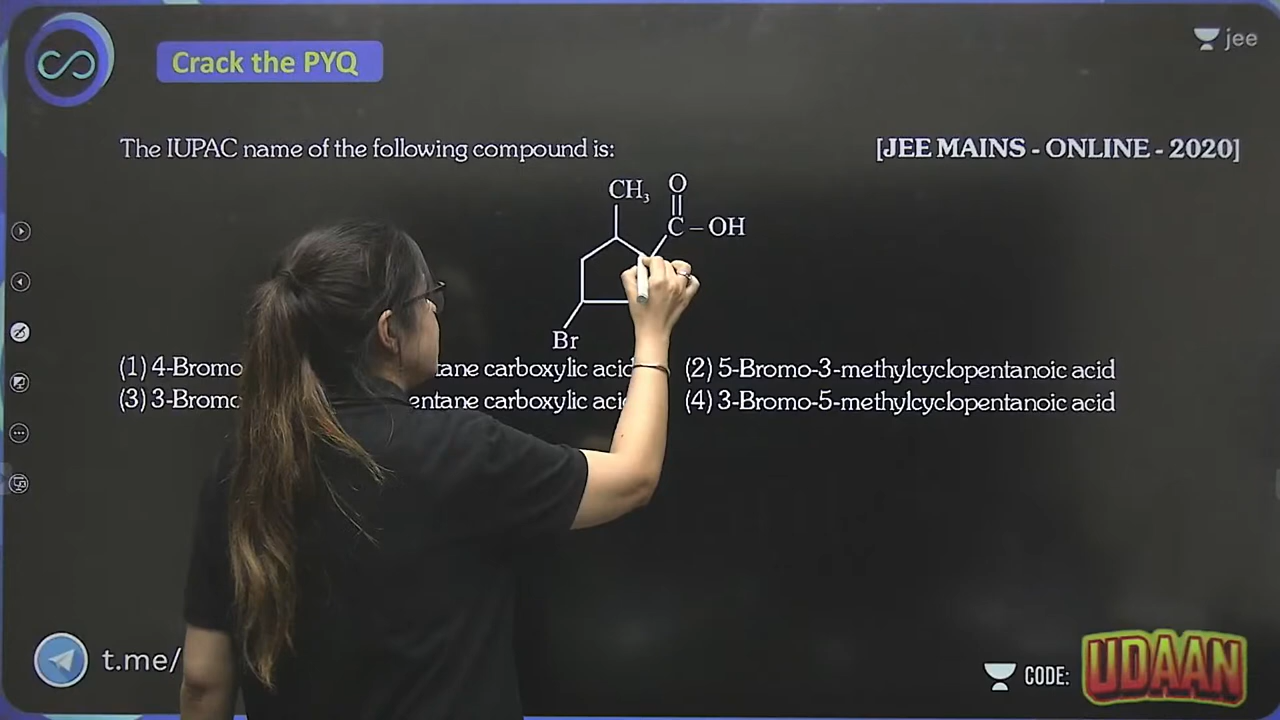 jee
Crack the PYQ
The IUPAC name of the following compound is: [JEE MAINS - ONLINE - 2020]
CH₃ O
C – OH
Br
(1) 4-Bromo tane carboxylic acid (2) 5-Bromo-3-methylcyclopentanoic acid
(3) 3-Bromo entane carboxylic acid (4) 3-Bromo-5-methylcyclopentanoic acid
t.me/
CODE: UDAAN